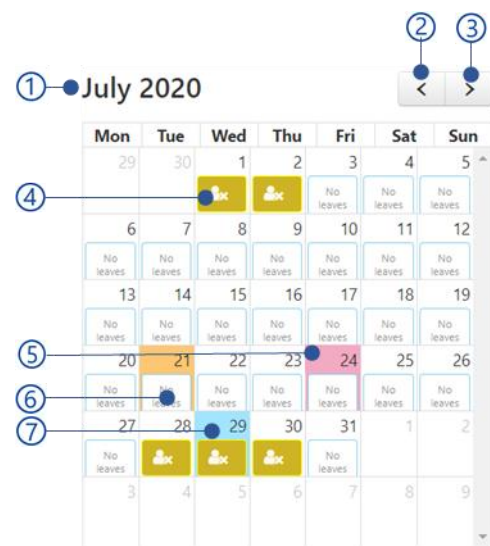 ② ③
① July 2020 < >
Mon Tue Wed Thu Fri Sat Sun
29 30 1 2 3 4 5
④ No leaves No leaves No leaves
6 7 8 9 10 11 12
No leaves No leaves No leaves No leaves No leaves No leaves No leaves
13 14 15 16 17 18 19
No leaves No leaves No leaves No leaves No leaves No leaves No leaves
⑤ 20 21 22 23 24 25 26
⑥ No leaves No leaves No leaves No leaves No leaves No leaves No leaves
⑦ 27 28 29 30 31 1 2
No leaves No leaves
3 4 5 6 7 8 9